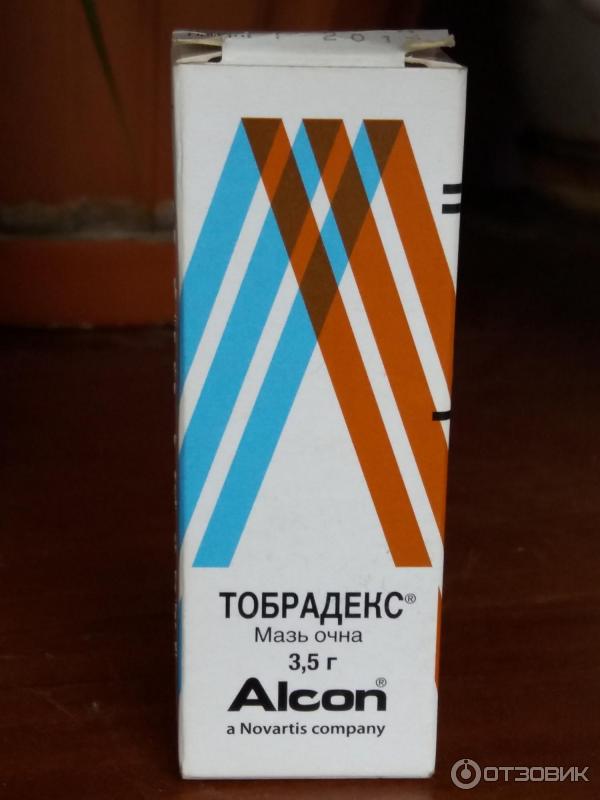 ТОБРАДЕКС®
Мазь очна
3,5 г
Alcon®
a Novartis company
ОТЗОВИК